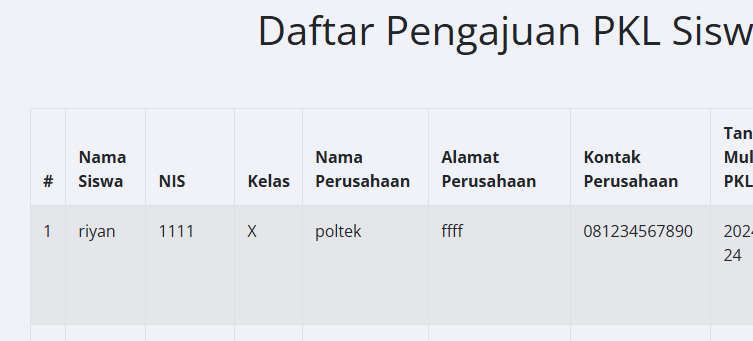 Daftar Pengajuan PKL Sisw
# Nama Siswa NIS Kelas Nama Perusahaan Alamat Perusahaan Kontak Perusahaan Tan Mul PKL
1 riyan 1111 X poltek ffff 081234567890 2024 24